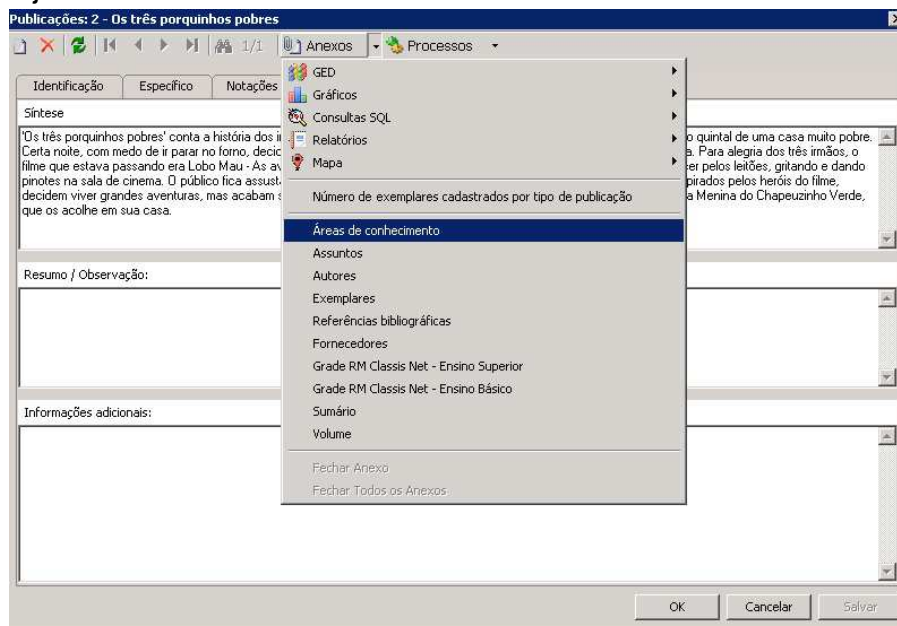 Publicações: 2 - Os três porquinhos pobres
1/1 Anexos Processos
Identificação Específico Notações
Síntese
'Os três porquinhos pobres' conta a história dos
Certa noite, com medo de ir parar no forno, decid
filme que estava passando era Lobo Mau - As av
pinotes na sala de cinema. O público fica assust
decidem viver grandes aventuras, mas acabam s
que os acolhe em sua casa.
o quintal de uma casa muito pobre.
a. Para alegria dos três irmãos, o
er pelos leitões, gritando e dando
pirados pelos heróis do filme,
a Menina do Chapeuzinho Verde,
GED
Gráficos
Consultas SQL
Relatórios
Mapa
Número de exemplares cadastrados por tipo de publicação
Áreas de conhecimento
Assuntos
Autores
Exemplares
Referências bibliográficas
Fornecedores
Grade RM Classis Net - Ensino Superior
Grade RM Classis Net - Ensino Básico
Sumário
Volume
Fechar Anexo
Fechar Todos os Anexos
Resumo / Observação:
Informações adicionais:
OK Cancelar Salvar